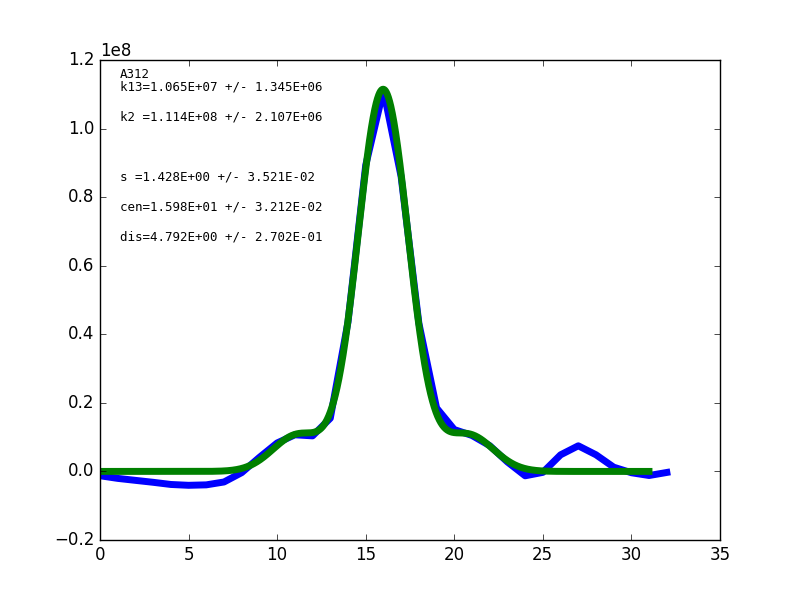 1e8
A312
k13=1.065E+07 +/- 1.345E+06
k2 =1.114E+08 +/- 2.107E+06
s =1.428E+00 +/- 3.521E-02
cen=1.598E+01 +/- 3.212E-02
dis=4.792E+00 +/- 2.702E-01
1.2
1.0
0.8
0.6
0.4
0.2
0.0
−0.2
0 5 10 15 20 25 30 35